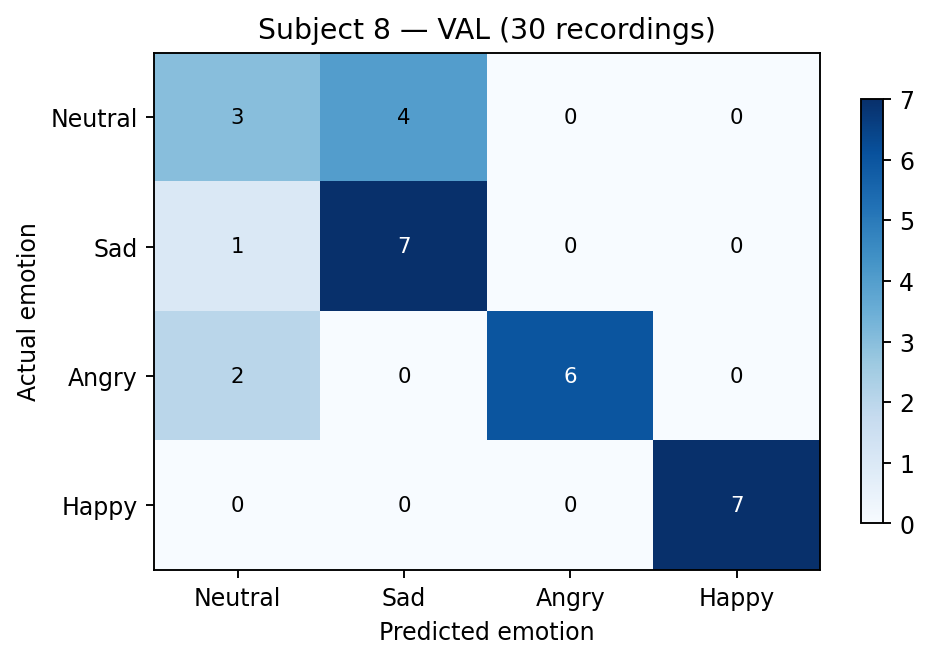 Subject 8 — VAL (30 recordings)
Neutral 3 4 0 0
Sad 1 7 0 0
Angry 2 0 6 0
Happy 0 0 0 7
Neutral Sad Angry Happy
Predicted emotion
Actual emotion
7
6
5
4
3
2
1
0